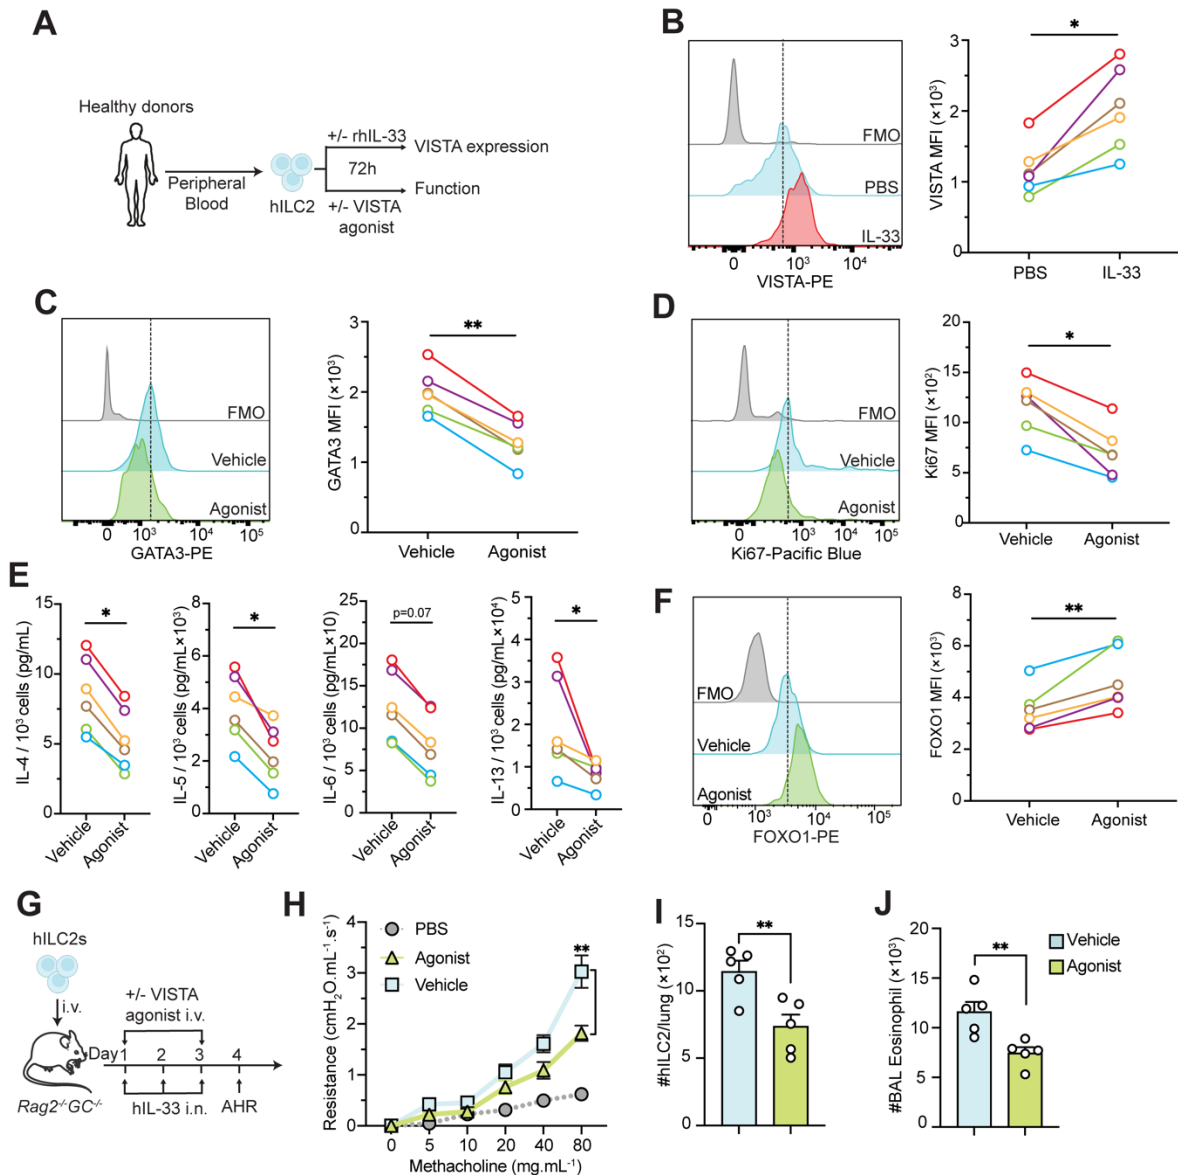 A
Healthy donors
Peripheral
Blood
hILC2
+/- rhIL-33
72h
+/- VISTA
agonist
VISTA expression
Function
B
FMO
PBS
IL-33
0
10³
10⁴
VISTA-PE
VISTA MFI (×10³)
3
2
1
0
*
PBS
IL-33
C
FMO
Vehicle
Agonist
0
10³
10⁴
10⁵
GATA3-PE
GATA3 MFI (×10³)
3
2
1
0
**
Vehicle
Agonist
D
FMO
Vehicle
Agonist
0
10³
10⁴
10⁵
Ki67-Pacific Blue
Ki67 MFI (×10²)
20
15
10
5
0
*
Vehicle
Agonist
E
IL-4 / 10³ cells (pg/mL)
15
10
5
0
*
Vehicle
Agonist
IL-5 / 10³ cells (pg/mL×10³)
8
6
4
2
0
*
Vehicle
Agonist
IL-6 / 10³ cells (pg/mL×10)
25
20
15
10
5
0
p=0.07
Vehicle
Agonist
IL-13 / 10³ cells (pg/mL×10⁴)
5
4
3
2
1
0
*
Vehicle
Agonist
F
FMO
Vehicle
Agonist
0
10³
10⁴
10⁵
FOXO1-PE
FOXO1 MFI (×10³)
8
6
4
2
0
**
Vehicle
Agonist
G
hILC2s
i.v.
Rag2⁻/⁻GC⁻/⁻
+/- VISTA
agonist i.v.
Day
1
2
3
4
hIL-33 i.n.
AHR
H
PBS
Agonist
Vehicle
Resistance (cmH₂O.mL⁻¹.s⁻¹)
4
3
2
1
0
**
0
5
10
20
40
80
Methacholine (mg.mL⁻¹)
I
#hILC2/lung (×10²)
15
10
5
0
**
J
#BAL Eosinophil (×10³)
20
15
10
5
0
**
Vehicle
Agonist